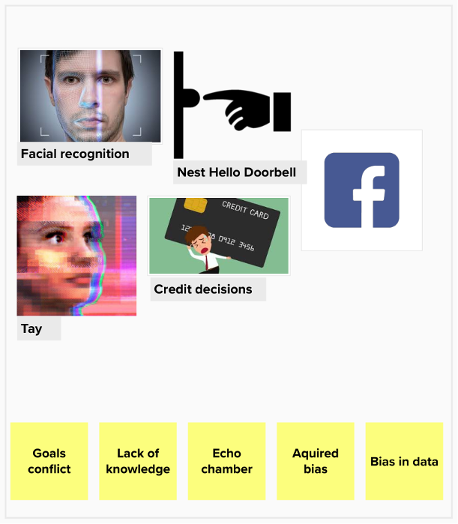 Facial recognition
Nest Hello Doorbell
f
CREDIT CARD
0912 3456
Tay
Credit decisions
Goals
conflict
Lack of
knowledge
Echo
chamber
Aquired
bias
Bias in data